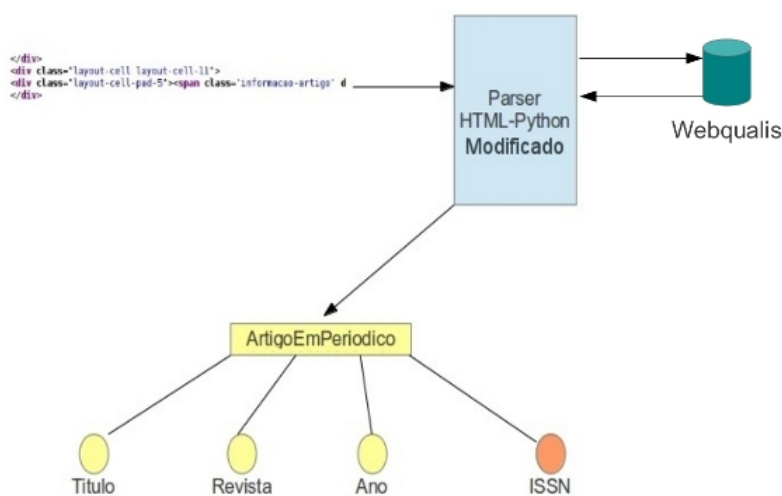 </div>
<div class="layout-cell layout-cell-11">
<div class="layout-cell-pad-5"><span class='informacao-artigo' d
</div>
Parser
HTML-Python
Modificado
Webqualis
ArtigoEmPeriodico
Titulo
Revista
Ano
ISSN